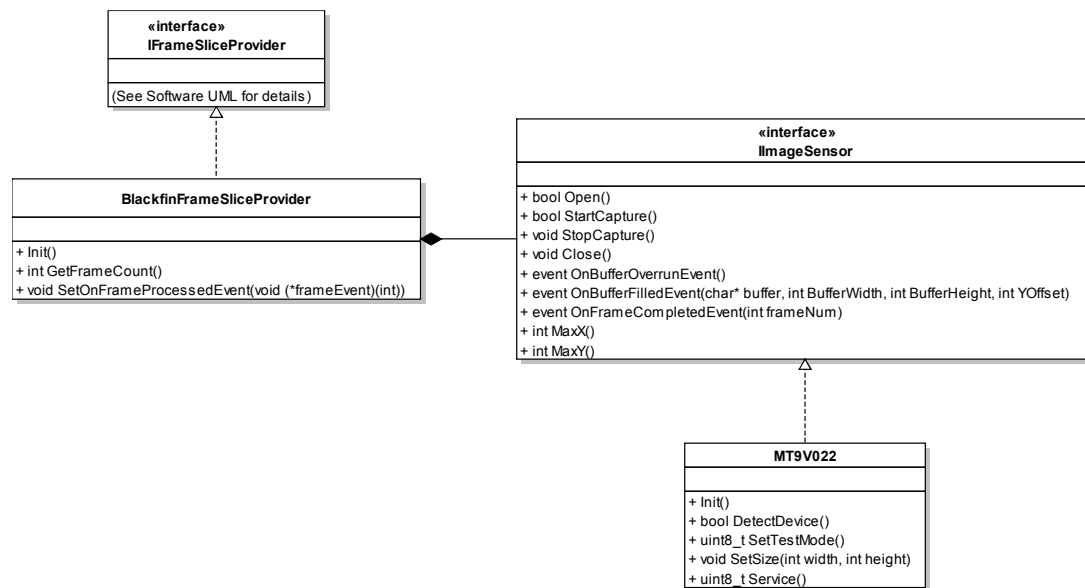 «interface»
IFrameSliceProvider
(See Software UML for details)
BlackfinFrameSliceProvider
+ Init()
+ int GetFrameCount()
+ void SetOnFrameProcessedEvent(void (*frameEvent)(int))
«interface»
IImageSensor
+ bool Open()
+ bool StartCapture()
+ void StopCapture()
+ void Close()
+ event OnBufferOverrunEvent()
+ event OnBufferFilledEvent(char* buffer, int BufferWidth, int BufferHeight, int YOffset)
+ event OnFrameCompletedEvent(int frameNum)
+ int MaxX()
+ int MaxY()
MT9V022
+ Init()
+ bool DetectDevice()
+ uint8_t SetTestMode()
+ void SetSize(int width, int height)
+ uint8_t Service()